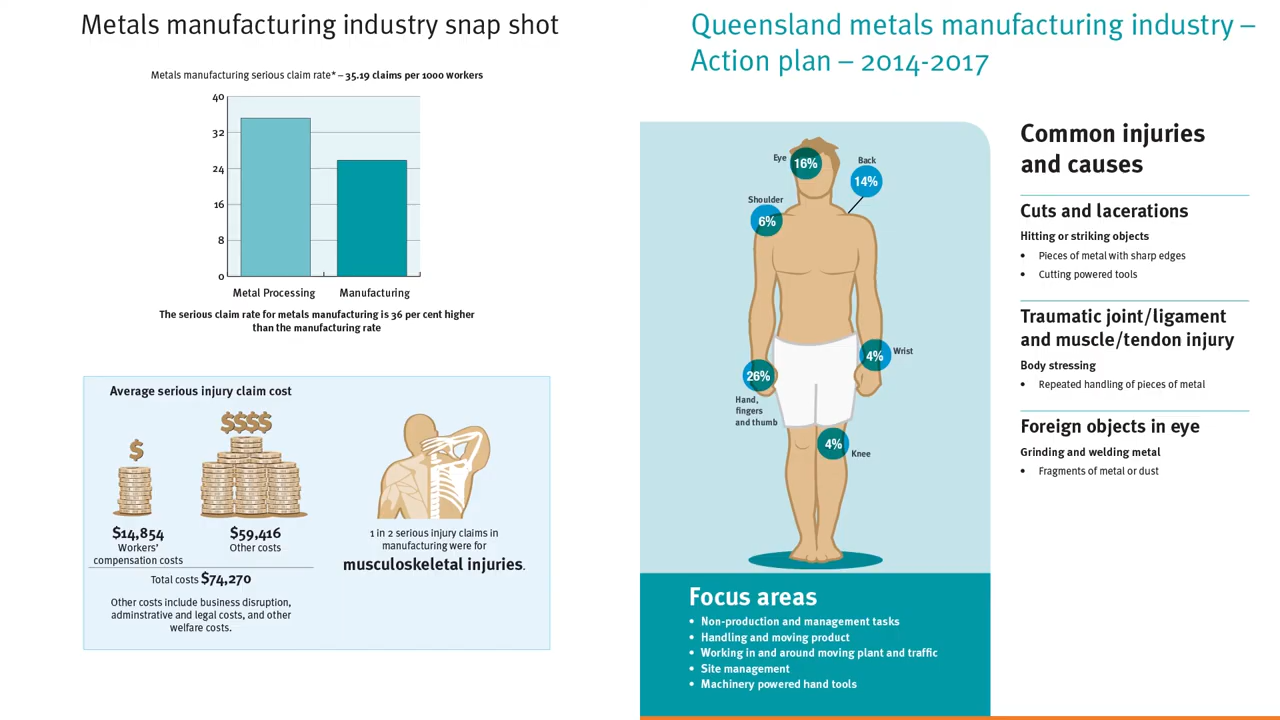 Metals manufacturing industry snap shot
Metals manufacturing serious claim rate* – 35.19 claims per 1000 workers
40
32
24
16
8
0
Metal Processing
Manufacturing
The serious claim rate for metals manufacturing is 36 per cent higher
than the manufacturing rate
Average serious injury claim cost
$
$$$$
$14,854
Workers'
compensation costs
$59,416
Other costs
Total costs $74,270
Other costs include business disruption,
adminstrative and legal costs, and other
welfare costs.
1 in 2 serious injury claims in
manufacturing were for
musculoskeletal injuries.
Queensland metals manufacturing industry –
Action plan – 2014-2017
Eye
16%
Back
14%
Shoulder
6%
Wrist
4%
26%
Hand,
fingers
and thumb
4%
Knee
Focus areas
• Non-production and management tasks
• Handling and moving product
• Working in and around moving plant and traffic
• Site management
• Machinery powered hand tools
Common injuries
and causes
Cuts and lacerations
Hitting or striking objects
• Pieces of metal with sharp edges
• Cutting powered tools
Traumatic joint/ligament
and muscle/tendon injury
Body stressing
• Repeated handling of pieces of metal
Foreign objects in eye
Grinding and welding metal
• Fragments of metal or dust